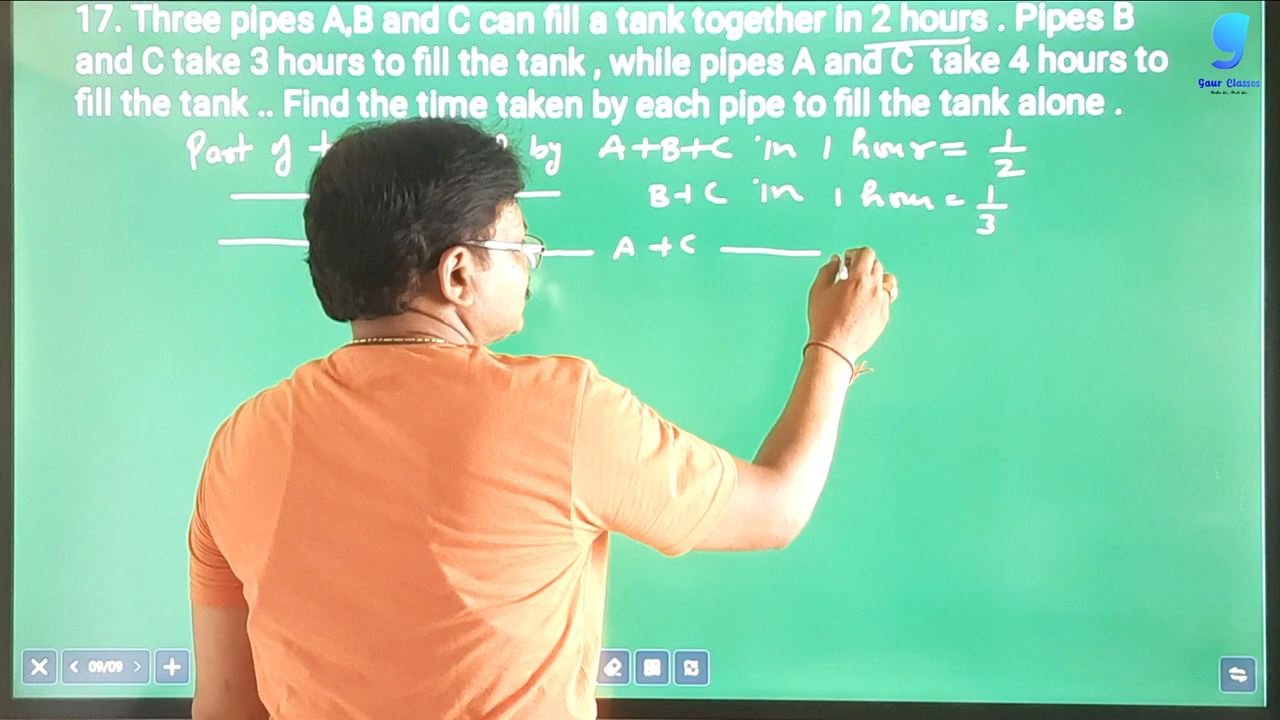 17. Three pipes A,B and C can fill a tank together in 2 hours . Pipes B
and C take 3 hours to fill the tank , while pipes A and C take 4 hours to
fill the tank .. Find the time taken by each pipe to fill the tank alone .
Part of by A+B+C in 1 hour = 1/2
B+C in 1 hour = 1/3
A+C
g
Gaur Classes
09/09